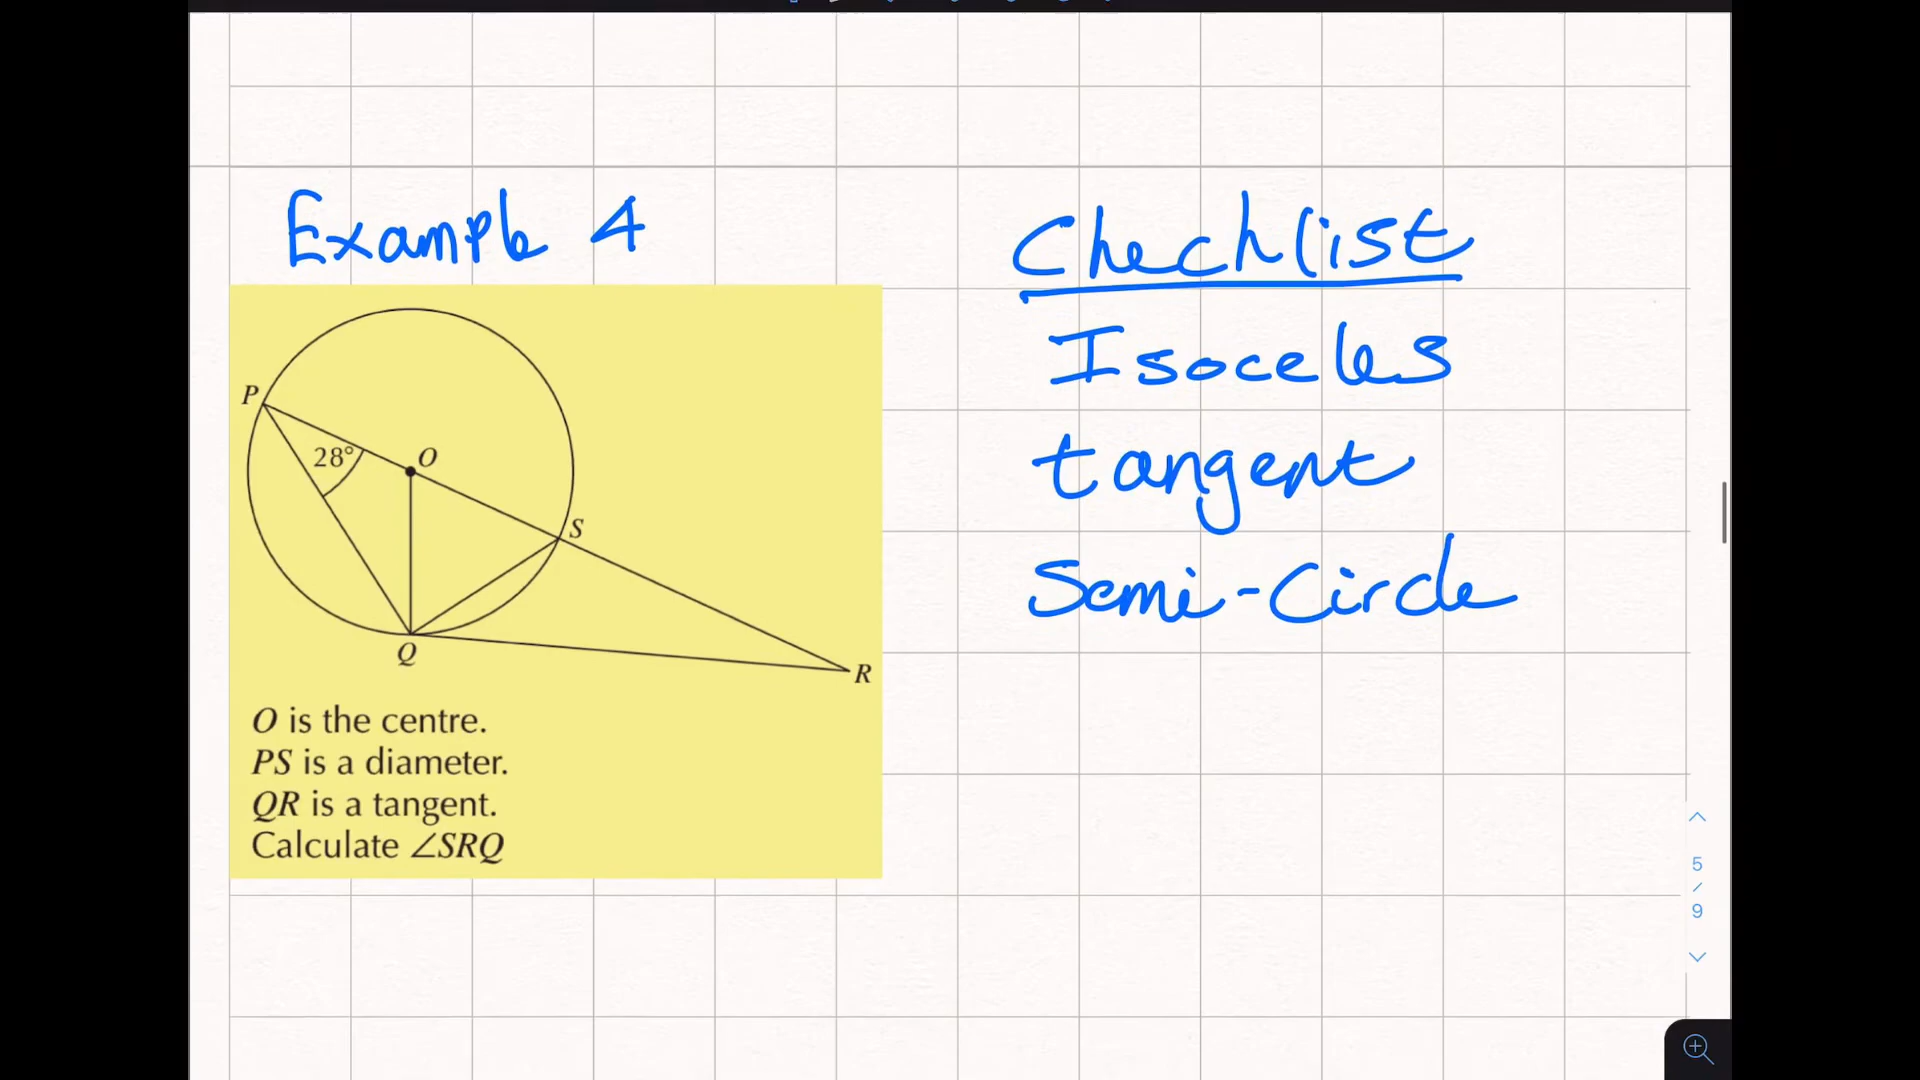 Example 4
Checklist
Isoceles
tangent
Semi-Circle
P
28°
O
S
Q
R
O is the centre.
PS is a diameter.
QR is a tangent.
Calculate ∠SRQ
5
/
9